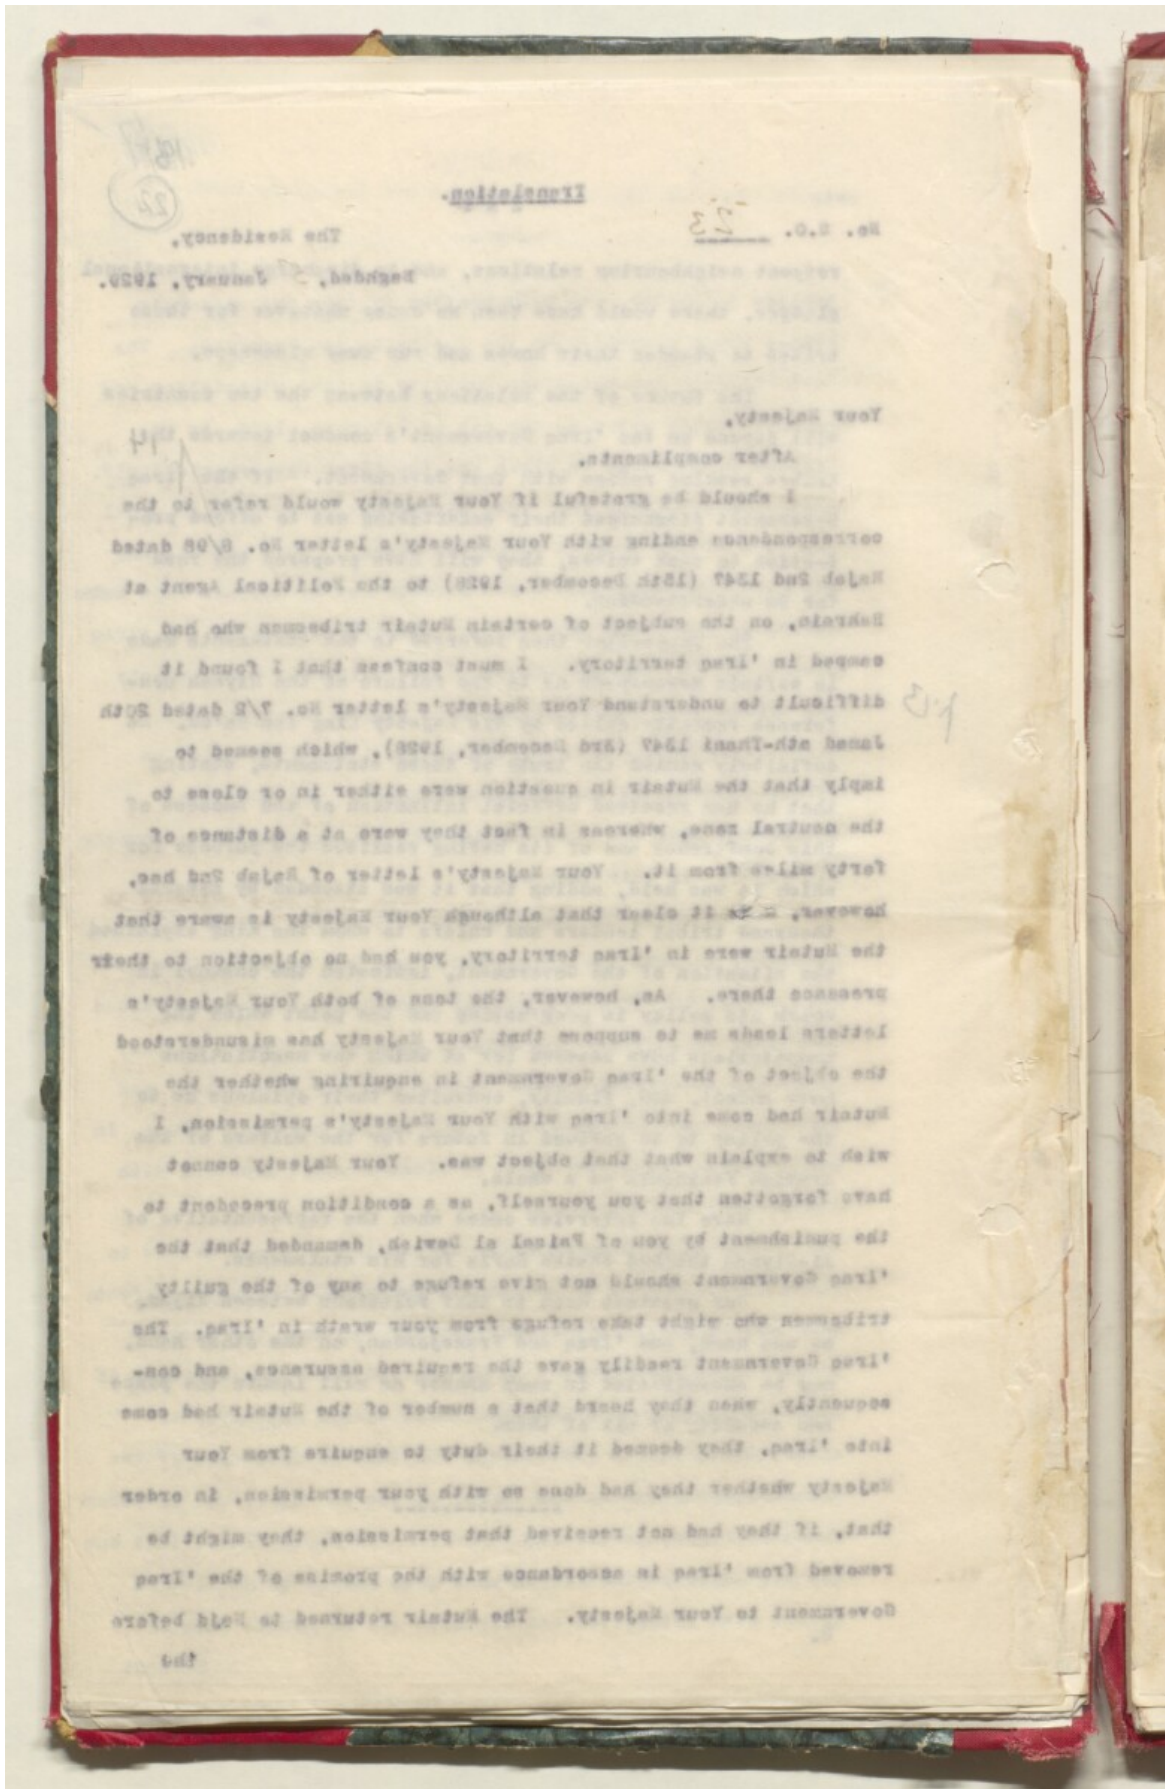 Translation.
No. S.O. 23
The Residency,
Baghdad, 5 January, 1929.
Your Majesty,
After compliments.
I should be grateful if Your Majesty would refer to the
correspondence ending with Your Majesty's letter No. 8/98 dated
Rajab 2nd 1347 (15th December, 1928) to the Political Agent at
Bahrain, on the subject of certain Mutair tribesmen who had
camped in 'Iraq territory. I must confess that I found it
difficult to understand Your Majesty's letter No. 7/2 dated 20th
Jamad ath-Thani 1347 (3rd December, 1928), which seemed to
imply that the Mutair in question were either in or close to
the neutral zone, whereas in fact they were at a distance of
forty miles from it. Your Majesty's letter of Rajab 2nd has,
however, it clear that although Your Majesty is aware that
the Mutair were in 'Iraq territory, you had no objection to their
presence there. As, however, the tone of both Your Majesty's
letters leads me to suppose that Your Majesty has misunderstood
the object of the 'Iraq Government in enquiring whether the
Mutair had come into 'Iraq with Your Majesty's permission, I
wish to explain what that object was. Your Majesty cannot
have forgotten that you yourself, as a condition precedent to
the punishment by you of Faisal al Dewish, demanded that the
'Iraq Government should not give refuge to any of the guilty
tribesmen who might take refuge from your wrath in 'Iraq. The
'Iraq Government readily gave the required assurances, and con-
sequently, when they heard that a number of the Mutair had come
into 'Iraq, they deemed it their duty to enquire from Your
Majesty whether they had done so with your permission, in order
that, if they had not received that permission, they might be
removed from 'Iraq in accordance with the promise of the 'Iraq
Government to Your Majesty. The Mutair returned to Nejd before
the